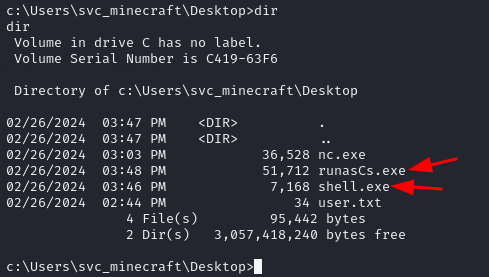 c:\Users\svc_minecraft\Desktop>dir
dir
 Volume in drive C has no label.
 Volume Serial Number is C419-63F6

 Directory of c:\Users\svc_minecraft\Desktop

02/26/2024  03:47 PM    <DIR>          .
02/26/2024  03:47 PM    <DIR>          ..
02/26/2024  03:03 PM            36,528 nc.exe
02/26/2024  03:48 PM            51,712 runasCs.exe
02/26/2024  03:46 PM             7,168 shell.exe
02/26/2024  02:44 PM                34 user.txt
               4 File(s)         95,442 bytes
               2 Dir(s)   3,057,418,240 bytes free

c:\Users\svc_minecraft\Desktop>